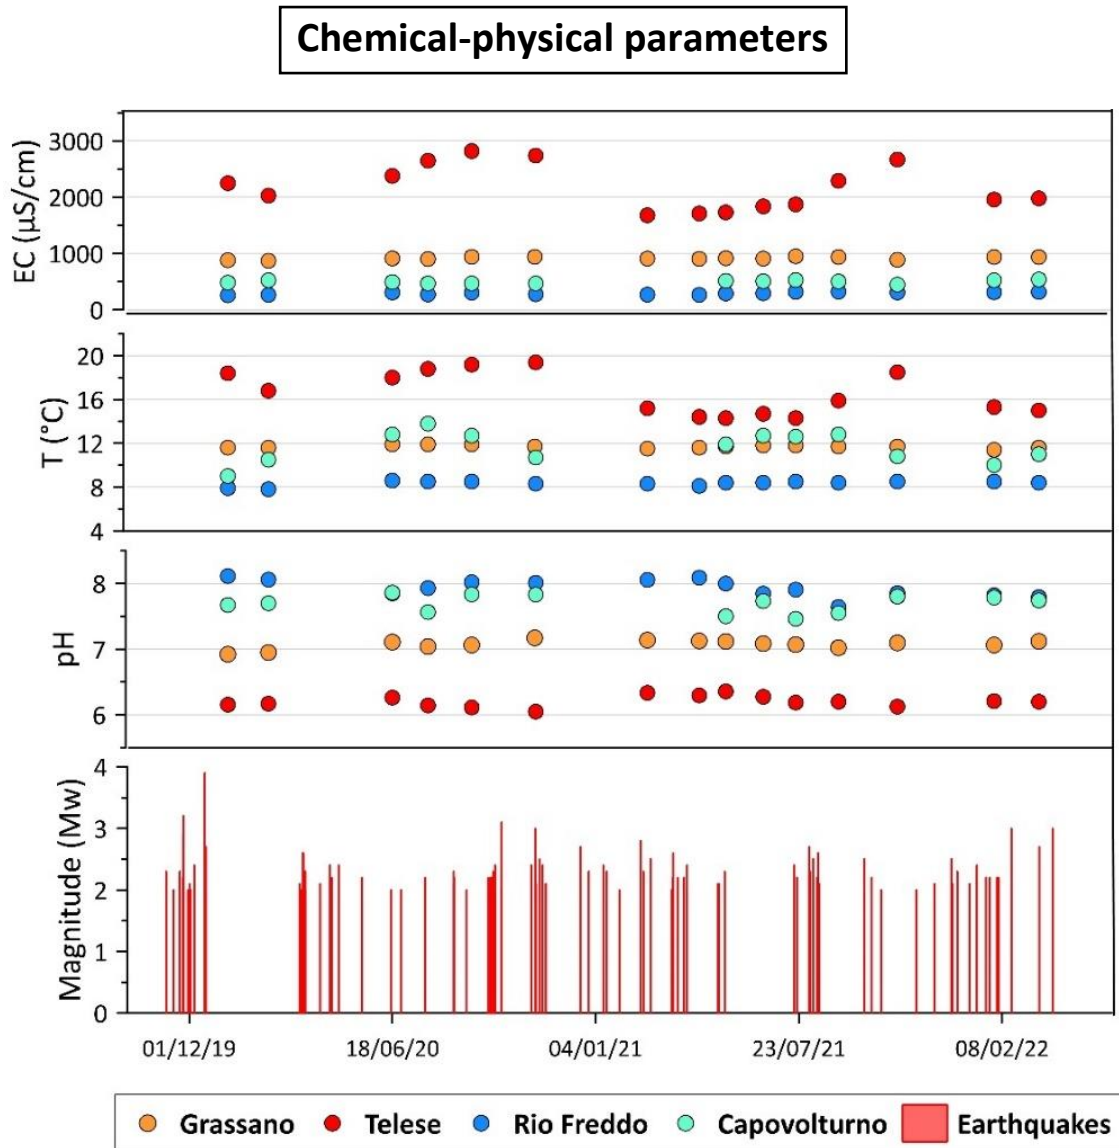 Chemical-physical parameters
EC (µS/cm)
3000
2000
1000
0
T (°C)
20
16
12
8
4
pH
8
7
6
Magnitude (Mw)
4
3
2
1
0
01/12/19 18/06/20 04/01/21 23/07/21 08/02/22
Grassano Telese Rio Freddo Capovolturno Earthquakes